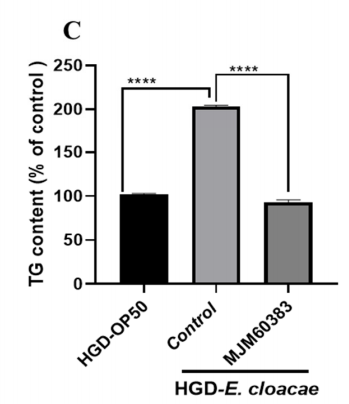 C
TG content (% of control )
250
200
150
100
50
0
****
****
HGD-OP50
Control
MJM60383
HGD-E. cloacae